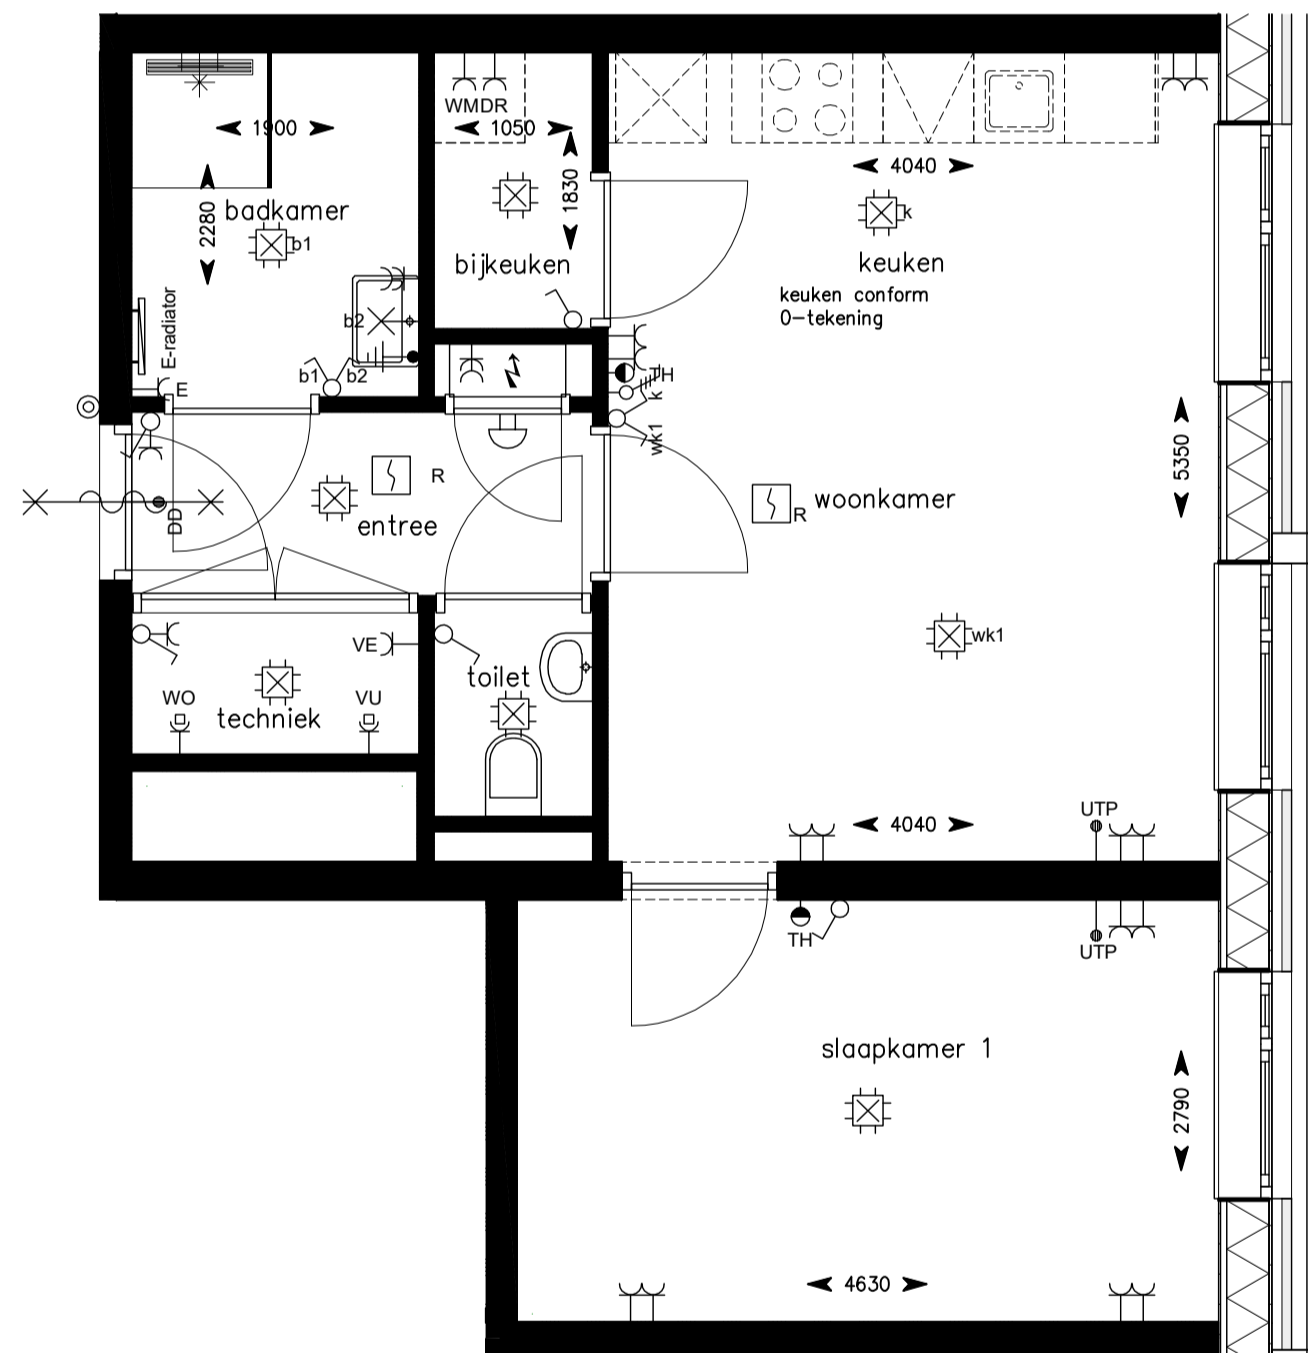 WMDR
1900
1050
4040
1830
2280
badkamer
k
b1
bijkeuken
keuken
keuken conform
0-tekening
E-radiator
b2
b1
b2
E
TH
k
wk1
5350
R
R
woonkamer
DD
entree
wk1
VE
toilet
WO
VU
techniek
UTP
4040
TH
UTP
slaapkamer 1
2790
4630